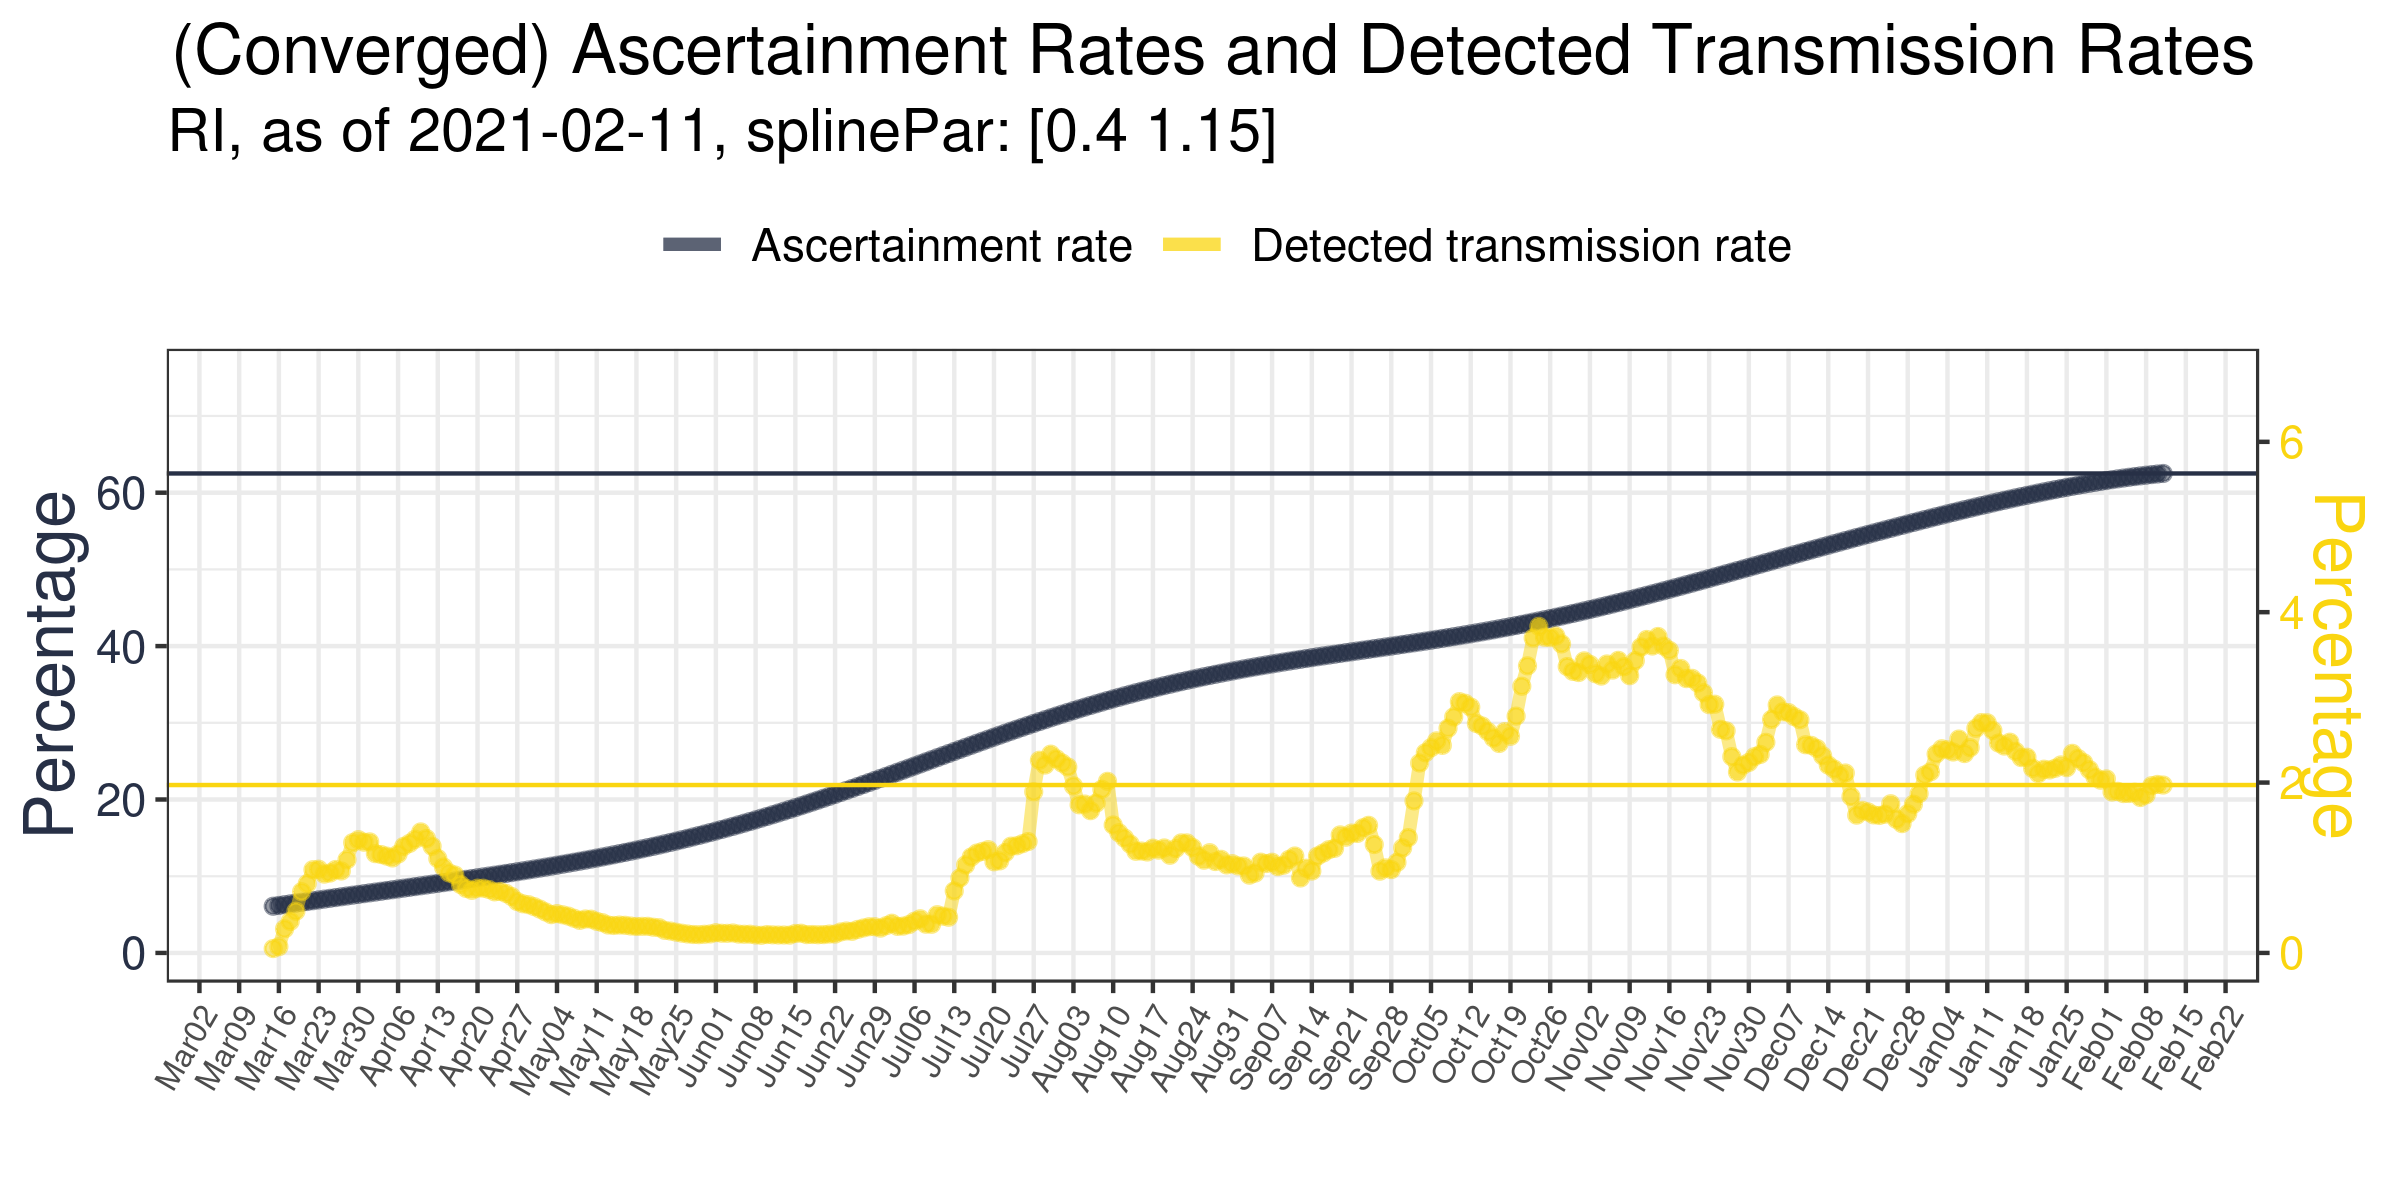 (Converged) Ascertainment Rates and Detected Transmission Rates
RI, as of 2021-02-11, splinePar: [0.4 1.15]
Ascertainment rate Detected transmission rate
Percentage
60
40
20
0
6
4
2
0
Percentage
Mar02 Mar09 Mar16 Mar23 Mar30 Apr06 Apr13 Apr20 Apr27 May04 May11 May18 May25 Jun01 Jun08 Jun15 Jun22 Jun29 Jul06 Jul13 Jul20 Jul27 Aug03 Aug10 Aug17 Aug24 Aug31 Sep07 Sep14 Sep21 Sep28 Oct05 Oct12 Oct19 Oct26 Nov02 Nov09 Nov16 Nov23 Nov30 Dec07 Dec14 Dec21 Dec28 Jan04 Jan11 Jan18 Jan25 Feb01 Feb08 Feb15 Feb22